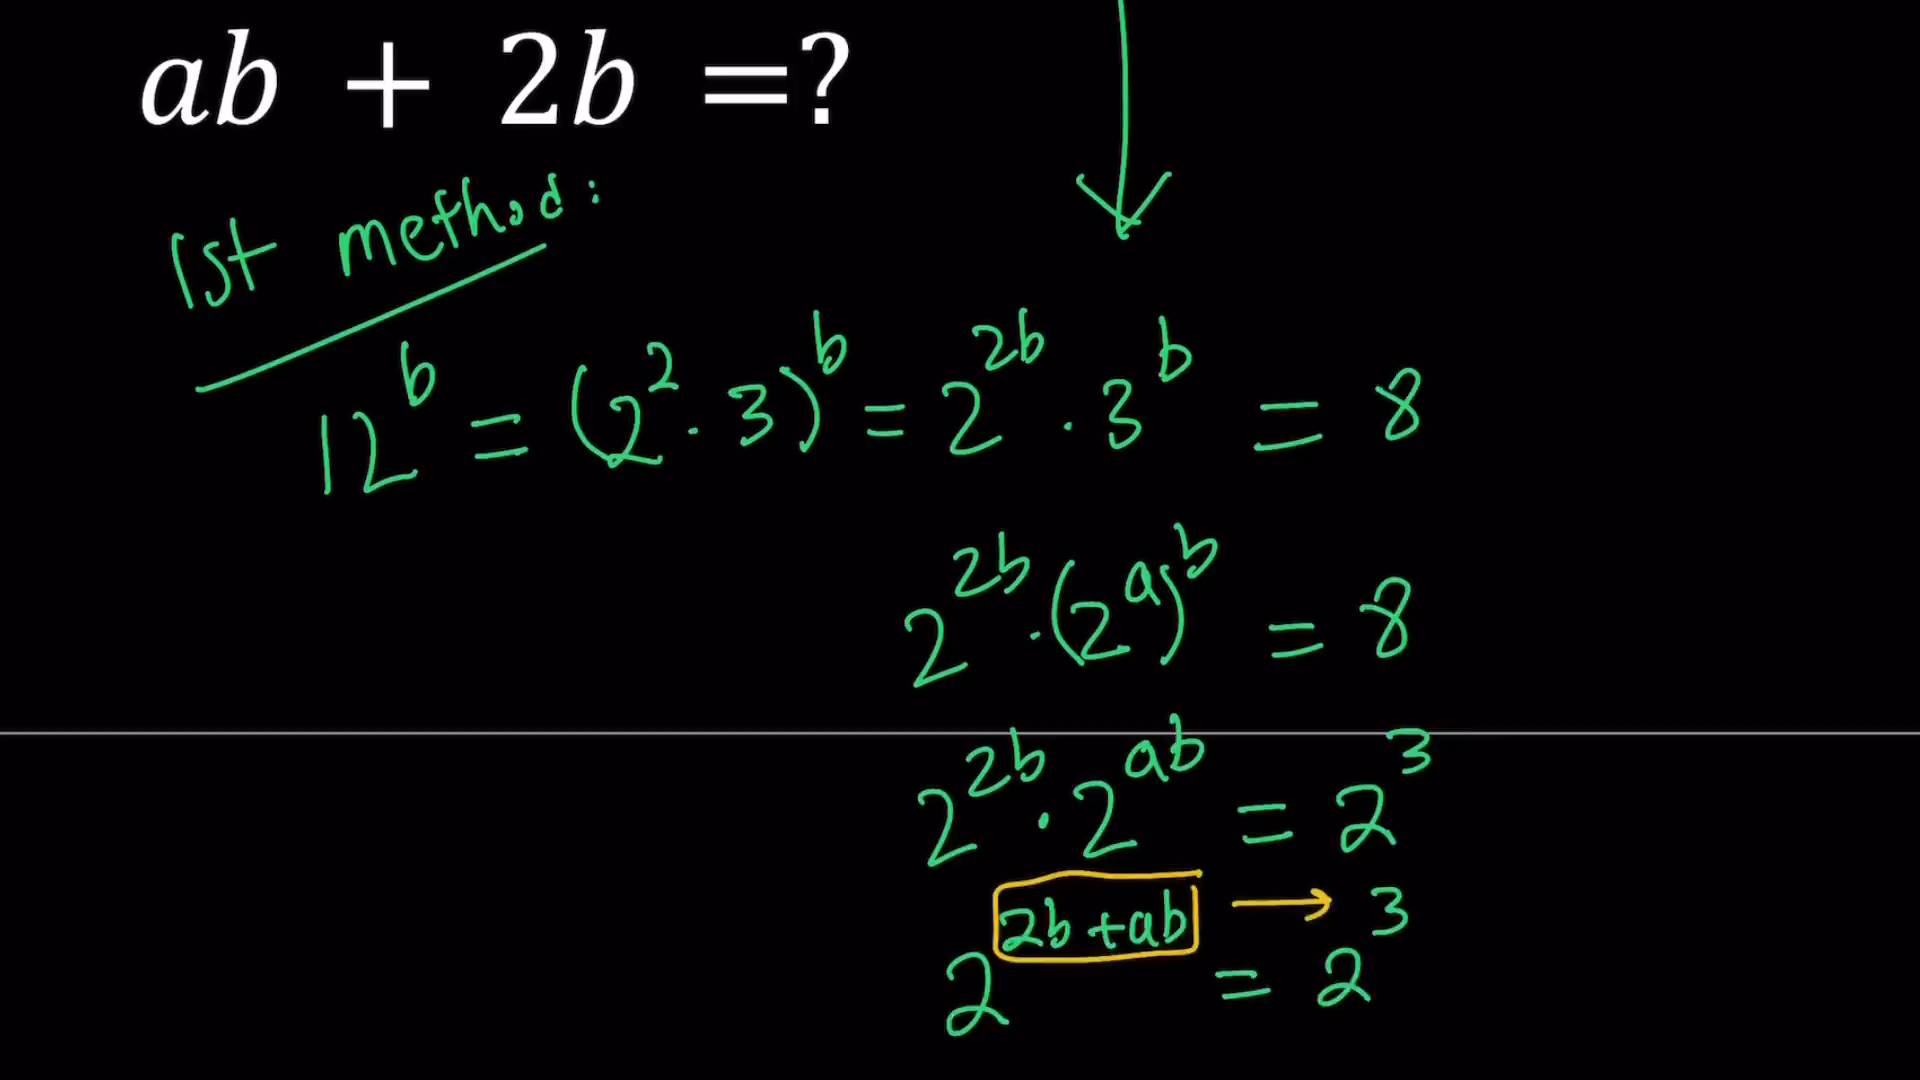 ab + 2b =?
1st method:
12^b = (2^2 · 3)^b = 2^{2b} · 3^b = 8
2^{2b} · (2^a)^b = 8
2^{2b} · 2^{ab} = 2^3
2^{2b+ab} → = 2^3